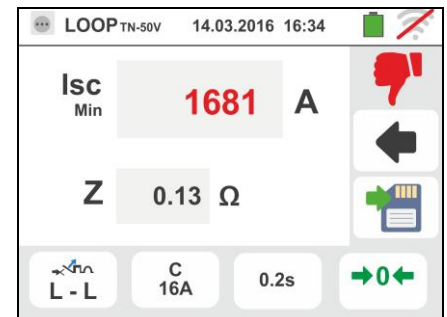 LOOP TN-50V 14.03.2016 16:34
Isc
Min
1681 A
Z 0.13 Ω
L - L
C
16A
0.2s
→0←